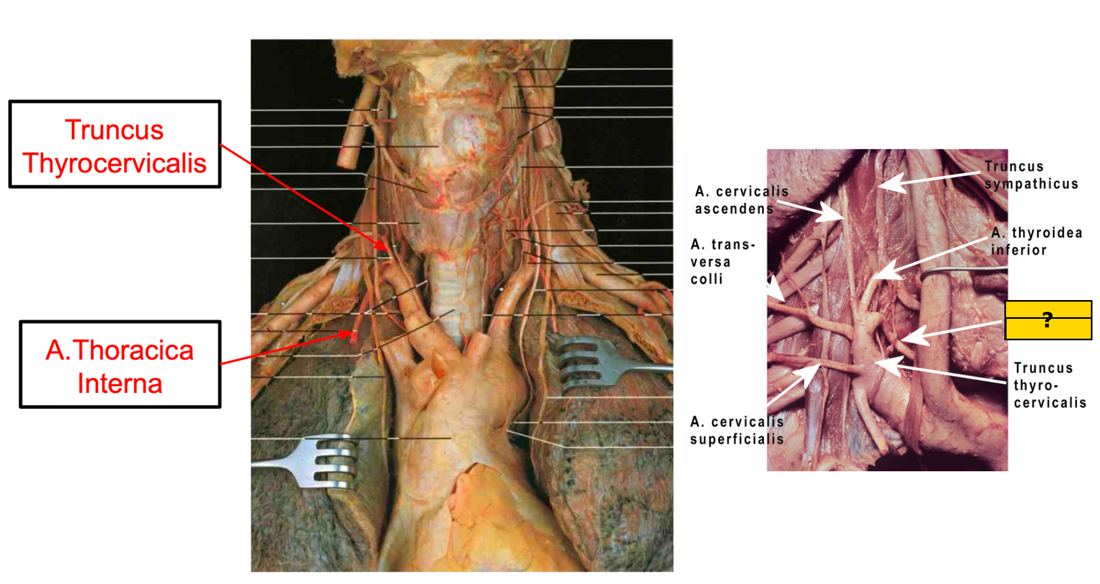 Truncus
Thyrocervicalis
A.Thoracica
Interna
A. cervicalis
ascendens
A. trans-
versa
colli
A. cervicalis
superficialis
Truncus
sympathicus
A. thyroidea
inferior
?
Truncus
thyro-
cervicalis